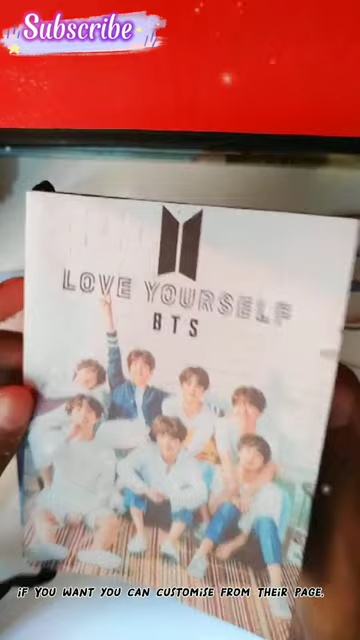 Subscribe
LOVE YOURSELF
BTS
iF YOU WANT YOU CAN CUSTOMiSE FROM THEiR PAGE.